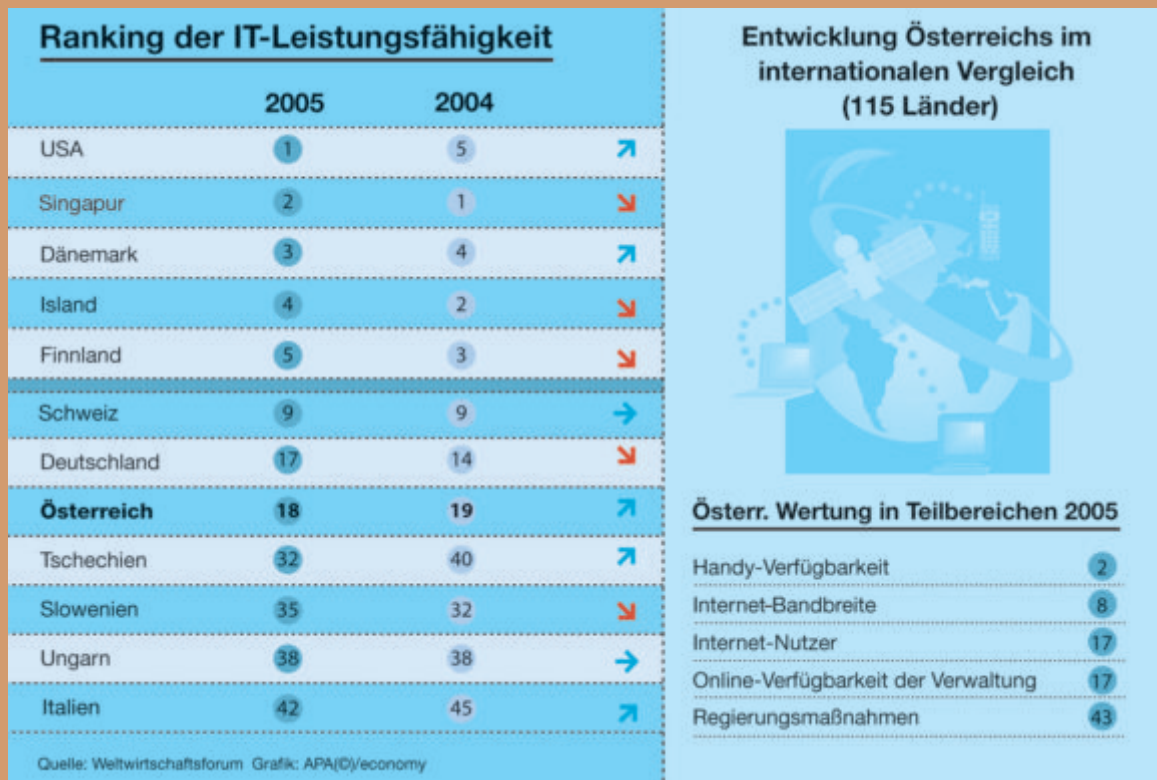 Ranking der IT-Leistungsfähigkeit
2005 2004
USA 1 5
Singapur 2 1
Dänemark 3 4
Island 4 2
Finnland 5 3
Schweiz 9 9
Deutschland 17 14
Österreich 18 19
Tschechien 32 40
Slowenien 35 32
Ungarn 38 38
Italien 42 45
Quelle: Weltwirtschaftsforum Grafik: APA(©)/economy
Entwicklung Österreichs im
internationalen Vergleich
(115 Länder)
Österr. Wertung in Teilbereichen 2005
Handy-Verfügbarkeit 2
Internet-Bandbreite 8
Internet-Nutzer 17
Online-Verfügbarkeit der Verwaltung 17
Regierungsmaßnahmen 43